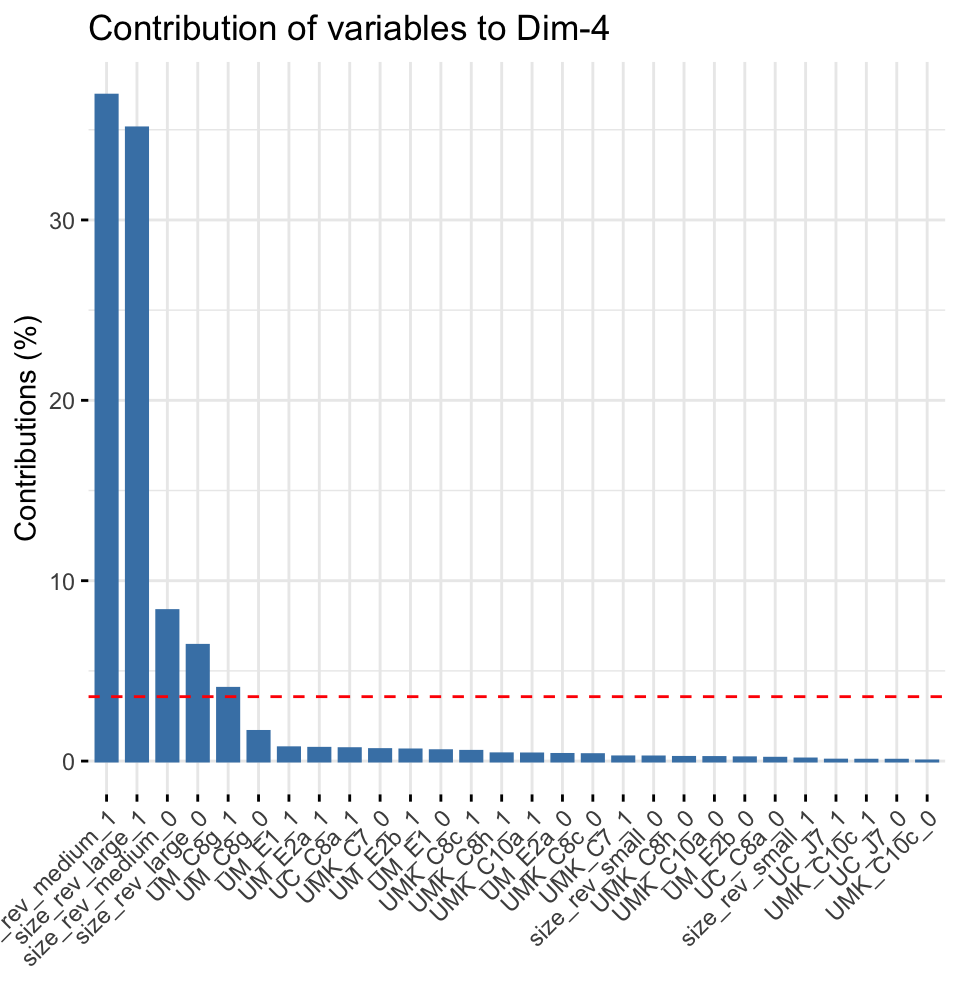 Contribution of variables to Dim-4
Contributions (%)
30
20
10
0
_rev_medium_1
size_rev_large_1
size_rev_medium_0
size_rev_large_0
UM_C8g_1
UM_C8g_0
UM_E1_1
UM_E2a_1
UC_C8a_1
UMK_C7_0
UM_E2b_1
UM_E1_0
UMK_C8c_1
UMK_C8h_1
UMK_C10a_1
UM_E2a_0
UMK_C8c_0
UMK_C7_1
size_rev_small_0
UMK_C8h_0
UMK_C10a_0
UM_E2b_0
UC_C8a_0
size_rev_small_1
UC_J7_1
UMK_C10c_1
UC_J7_0
UMK_C10c_0